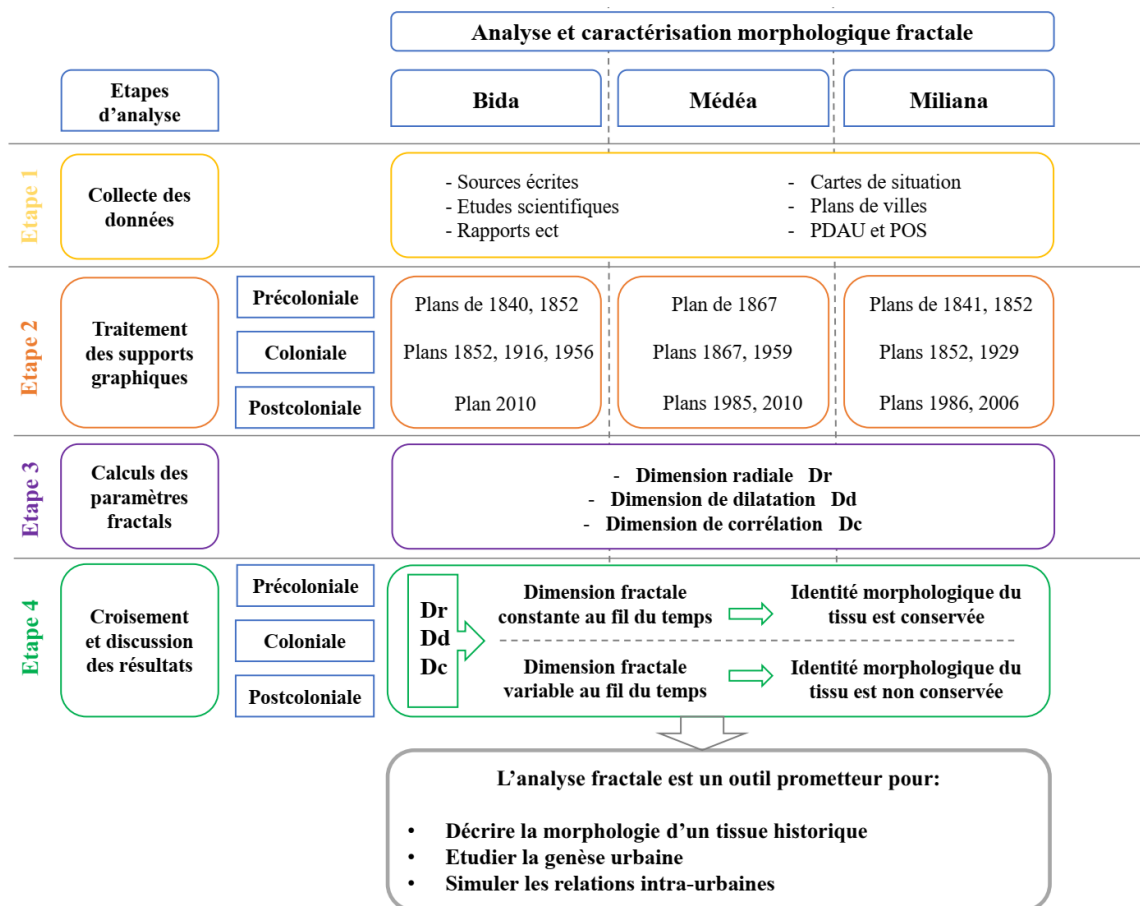 Analyse et caractérisation morphologique fractale
Etapes
d'analyse
Bida
Médéa
Miliana
Etape 1
Collecte des
données
- Sources écrites
- Etudes scientifiques
- Rapports ect
- Cartes de situation
- Plans de villes
- PDAU et POS
Etape 2
Traitement
des supports
graphiques
Précoloniale
Plans de 1840, 1852
Plan de 1867
Plans de 1841, 1852
Coloniale
Plans 1852, 1916, 1956
Plans 1867, 1959
Plans 1852, 1929
Postcoloniale
Plan 2010
Plans 1985, 2010
Plans 1986, 2006
Etape 3
Calculs des
paramètres
fractals
- Dimension radiale Dr
- Dimension de dilatation Dd
- Dimension de corrélation Dc
Etape 4
Croisement
et discussion
des résultats
Précoloniale
Coloniale
Postcoloniale
Dr
Dd
Dc
Dimension fractale
constante au fil du temps
Identité morphologique du
tissu est conservée
Dimension fractale
variable au fil du temps
Identité morphologique du
tissu est non conservée
L'analyse fractale est un outil prometteur pour:
• Décrire la morphologie d'un tissue historique
• Etudier la genèse urbaine
• Simuler les relations intra-urbaines